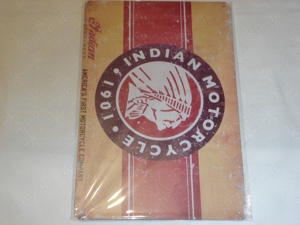 Indian
AMERICA'S FIRST MOTORCYCLE COMPANY
INDIAN MOTORCYCLE • 1901 •